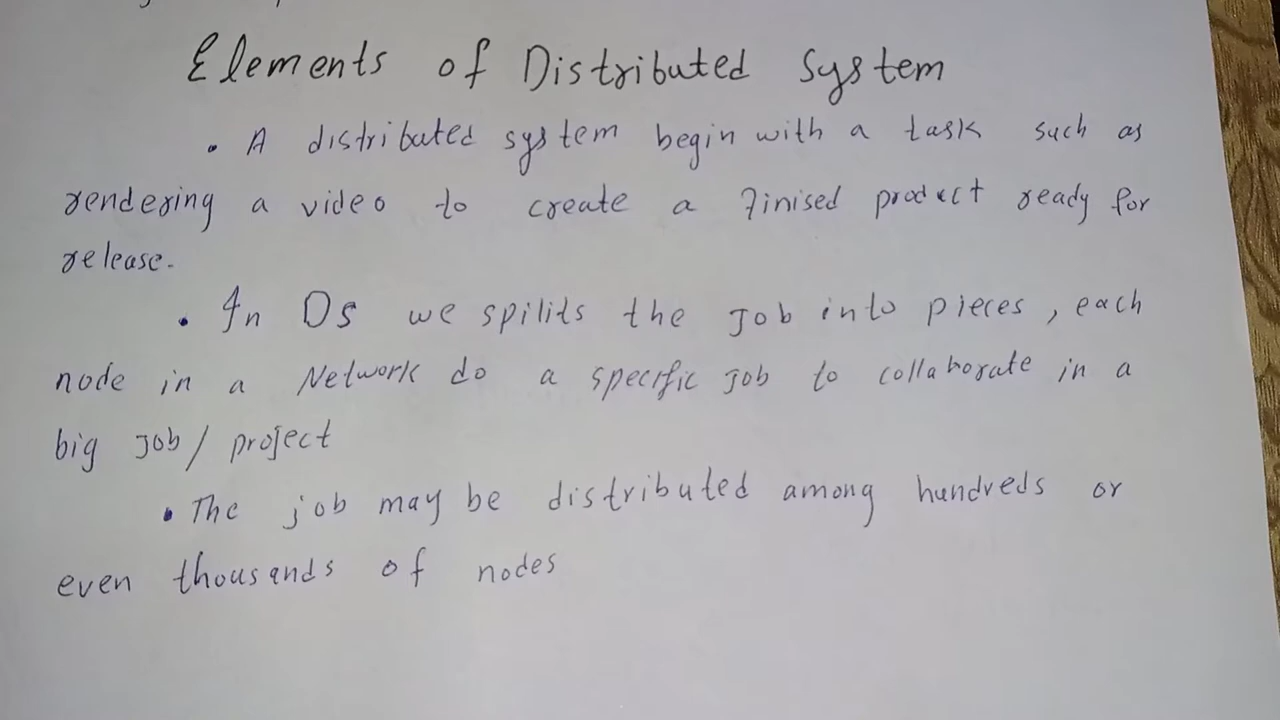 Elements of Distributed System
• A distributed system begin with a task such as
rendering a video to create a finised product ready for
release.
• In DS we spilits the Job into pieces, each
node in a Network do a specific job to collaborate in a
big Job/ project
• The job may be distributed among hundreds or
even thousands of nodes